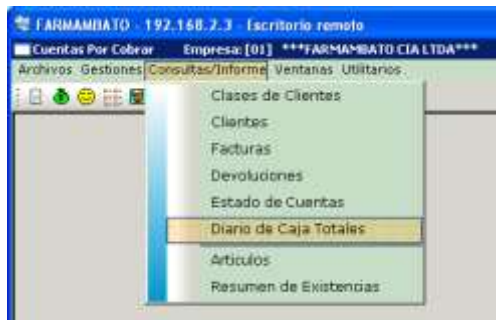 FARMAMBATO - 192.168.2.3 - Escritorio remoto
Cuentas Por Cobrar Empresa: [01] ***FARMAMBATO CIA LTDA***
Archivos Gestiones Consultas/Informe Ventanas Utilitarios
Clases de Clientes
Clientes
Facturas
Devoluciones
Estado de Cuentas
Diario de Caja Totales
Articulos
Resumen de Existencias